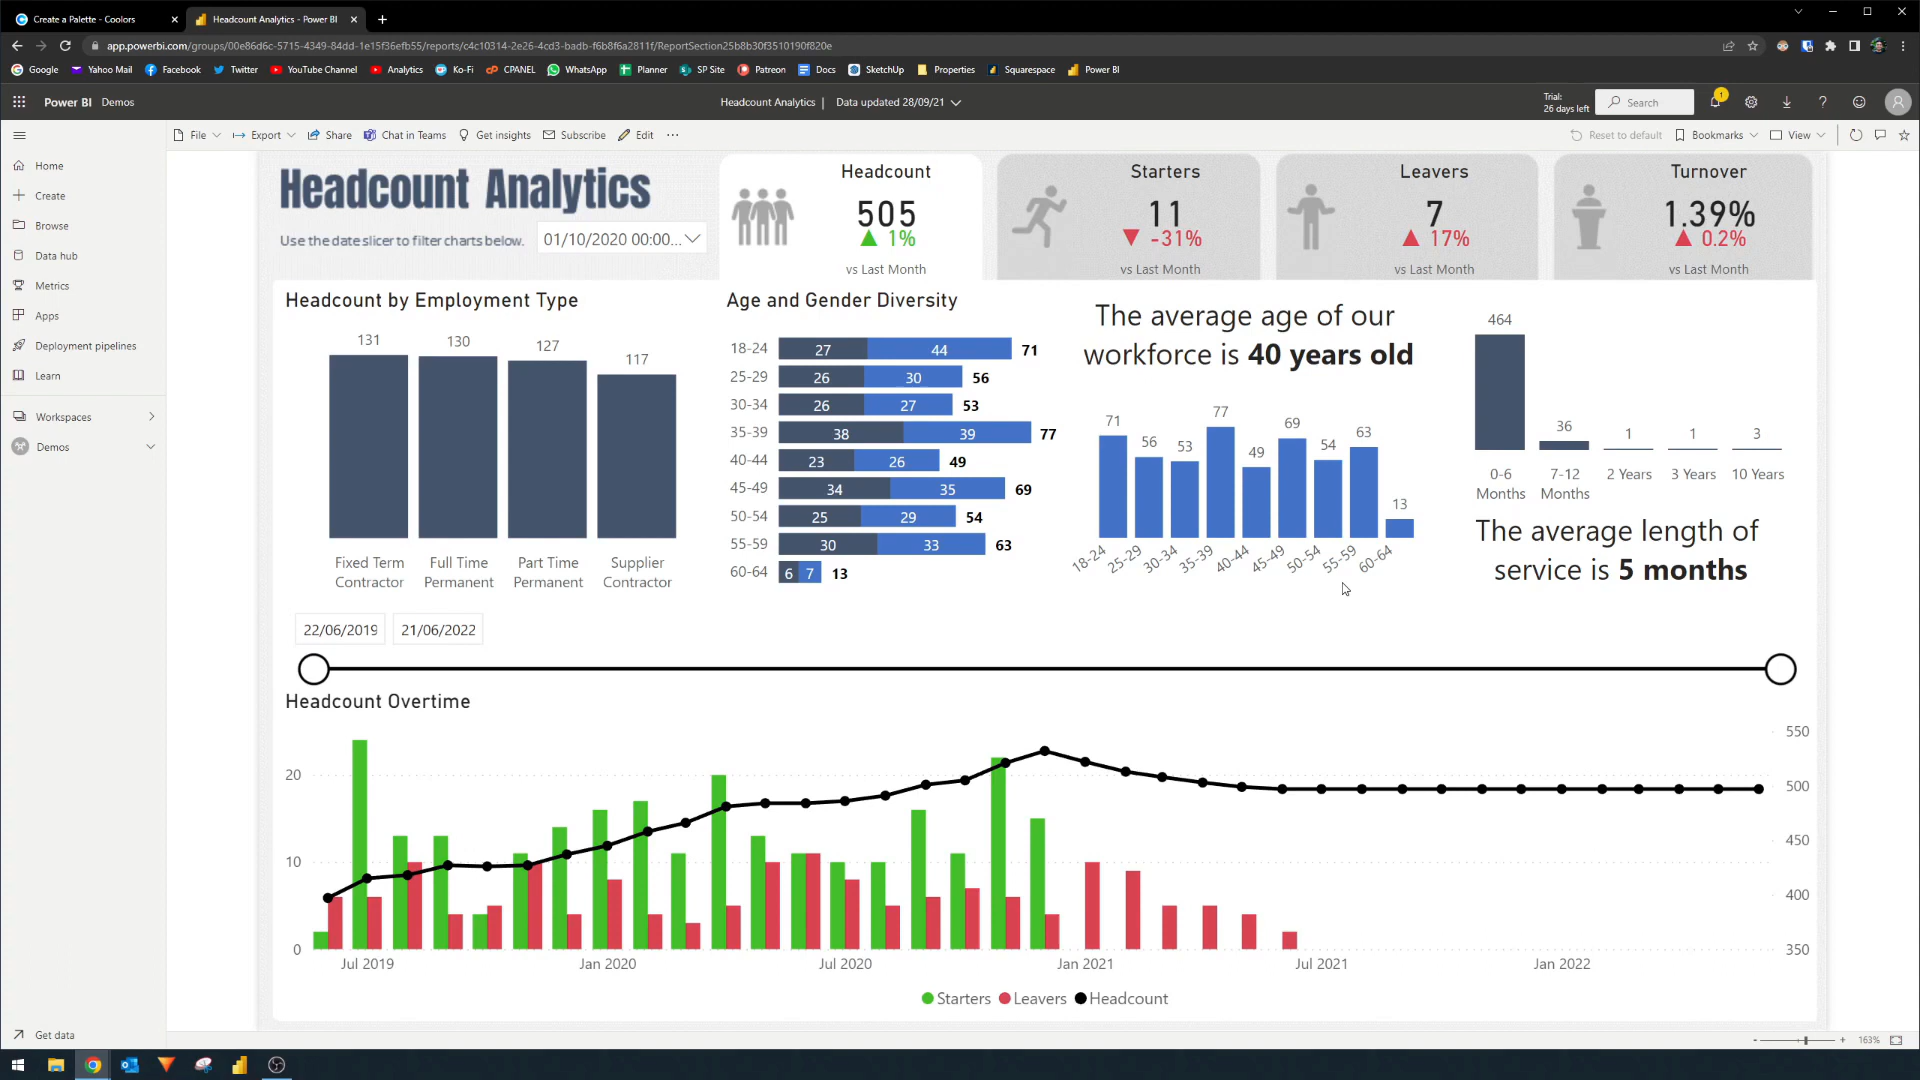 Create a Palette - Coolors
Headcount Analytics - Power BI
app.powerbi.com/groups/00e86d6c-5715-4349-84dd-1e15f36efb55/reports/c4c10314-2e26-4cd3-badb-f6b8f6a2811f/ReportSection25b8b30f3510190f820e
Google Yahoo Mail Facebook Twitter YouTube Channel Analytics Ko-Fi CPANEL WhatsApp Planner SP Site Patreon Docs SketchUp Properties Squarespace Power BI
Power BI Demos
Headcount Analytics | Data updated 28/09/21
Trial:
26 days left
Search
1
File Export Share Chat in Teams Get insights Subscribe Edit ...
Reset to default Bookmarks View
Home
Create
Browse
Data hub
Metrics
Apps
Deployment pipelines
Learn
Workspaces
Demos
Get data
Headcount Analytics
Use the date slicer to filter charts below.
01/10/2020 00:00...
Headcount
505
1%
vs Last Month
Starters
11
-31%
vs Last Month
Leavers
7
17%
vs Last Month
Turnover
1.39%
0.2%
vs Last Month
Headcount by Employment Type
131 130 127 117
Fixed Term Contractor
Full Time Permanent
Part Time Permanent
Supplier Contractor
Age and Gender Diversity
18-24 27 44 71
25-29 26 30 56
30-34 26 27 53
35-39 38 39 77
40-44 23 26 49
45-49 34 35 69
50-54 25 29 54
55-59 30 33 63
60-64 6 7 13
The average age of our
workforce is 40 years old
71 56 53 77 49 69 54 63 13
18-24 25-29 30-34 35-39 40-44 45-49 50-54 55-59 60-64
464 36 1 1 3
0-6 Months
7-12 Months
2 Years
3 Years
10 Years
The average length of
service is 5 months
22/06/2019 21/06/2022
Headcount Overtime
20
10
0
550
500
450
400
350
Jul 2019 Jan 2020 Jul 2020 Jan 2021 Jul 2021 Jan 2022
Starters Leavers Headcount
163%